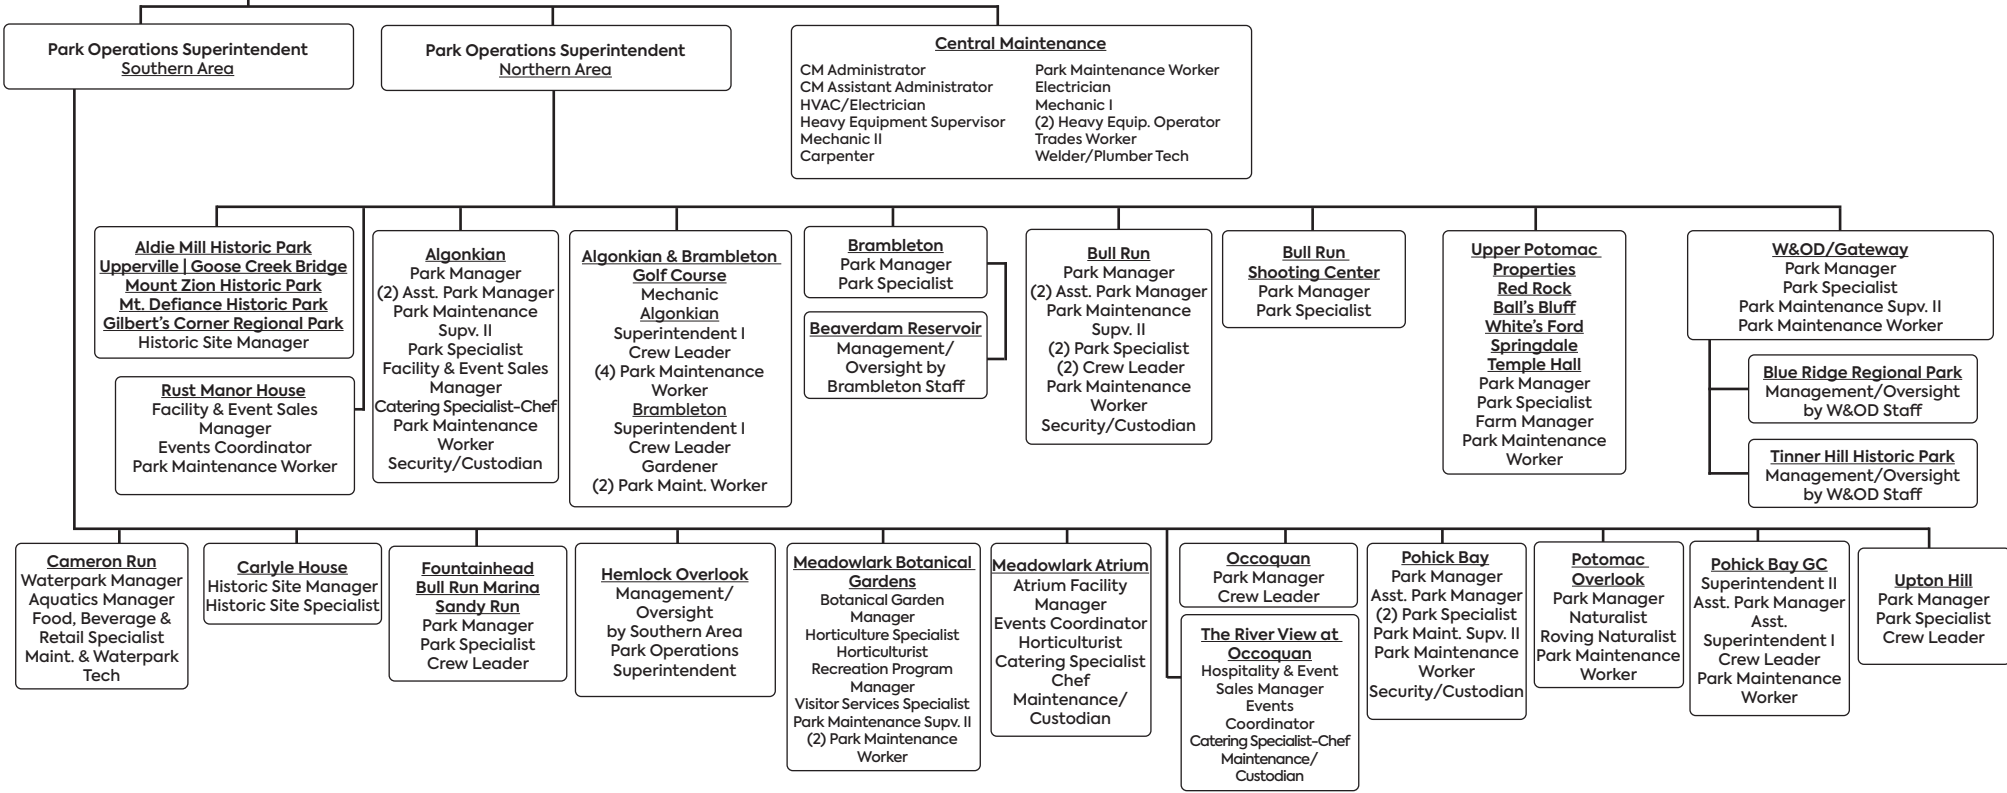 Park Operations Superintendent
Southern Area
Park Operations Superintendent
Northern Area
Central Maintenance
CM Administrator
CM Assistant Administrator
HVAC/Electrician
Heavy Equipment Supervisor
Mechanic II
Carpenter
Park Maintenance Worker
Electrician
Mechanic I
(2) Heavy Equip. Operator
Trades Worker
Welder/Plumber Tech
Aldie Mill Historic Park
Upperville | Goose Creek Bridge
Mount Zion Historic Park
Mt. Defiance Historic Park
Gilbert's Corner Regional Park
Historic Site Manager
Rust Manor House
Facility & Event Sales
Manager
Events Coordinator
Park Maintenance Worker
Algonkian
Park Manager
(2) Asst. Park Manager
Park Maintenance
Supv. II
Park Specialist
Facility & Event Sales
Manager
Catering Specialist-Chef
Park Maintenance
Worker
Security/Custodian
Algonkian & Brambleton
Golf Course
Mechanic
Algonkian
Superintendent I
Crew Leader
(4) Park Maintenance
Worker
Brambleton
Superintendent I
Crew Leader
Gardener
(2) Park Maint. Worker
Brambleton
Park Manager
Park Specialist
Beaverdam Reservoir
Management/
Oversight by
Brambleton Staff
Bull Run
Park Manager
(2) Asst. Park Manager
Park Maintenance
Supv. II
(2) Park Specialist
(2) Crew Leader
Park Maintenance
Worker
Security/Custodian
Bull Run
Shooting Center
Park Manager
Park Specialist
Upper Potomac
Properties
Red Rock
Ball's Bluff
White's Ford
Springdale
Temple Hall
Park Manager
Park Specialist
Farm Manager
Park Maintenance
Worker
W&OD/Gateway
Park Manager
Park Specialist
Park Maintenance Supv. II
Park Maintenance Worker
Blue Ridge Regional Park
Management/Oversight
by W&OD Staff
Tinner Hill Historic Park
Management/Oversight
by W&OD Staff
Cameron Run
Waterpark Manager
Aquatics Manager
Food, Beverage &
Retail Specialist
Maint. & Waterpark
Tech
Carlyle House
Historic Site Manager
Historic Site Specialist
Fountainhead
Bull Run Marina
Sandy Run
Park Manager
Park Specialist
Crew Leader
Hemlock Overlook
Management/
Oversight
by Southern Area
Park Operations
Superintendent
Meadowlark Botanical
Gardens
Botanical Garden
Manager
Horticulture Specialist
Horticulturist
Recreation Program
Manager
Visitor Services Specialist
Park Maintenance Supv. II
(2) Park Maintenance
Worker
Meadowlark Atrium
Atrium Facility
Manager
Events Coordinator
Horticulturist
Catering Specialist
Chef
Maintenance/
Custodian
Occoquan
Park Manager
Crew Leader
The River View at
Occoquan
Hospitality & Event
Sales Manager
Events
Coordinator
Catering Specialist-Chef
Maintenance/
Custodian
Pohick Bay
Park Manager
Asst. Park Manager
(2) Park Specialist
Park Maint. Supv. II
Park Maintenance
Worker
Security/Custodian
Potomac
Overlook
Park Manager
Naturalist
Roving Naturalist
Park Maintenance
Worker
Pohick Bay GC
Superintendent II
Asst. Park Manager
Asst.
Superintendent I
Crew Leader
Park Maintenance
Worker
Upton Hill
Park Manager
Park Specialist
Crew Leader